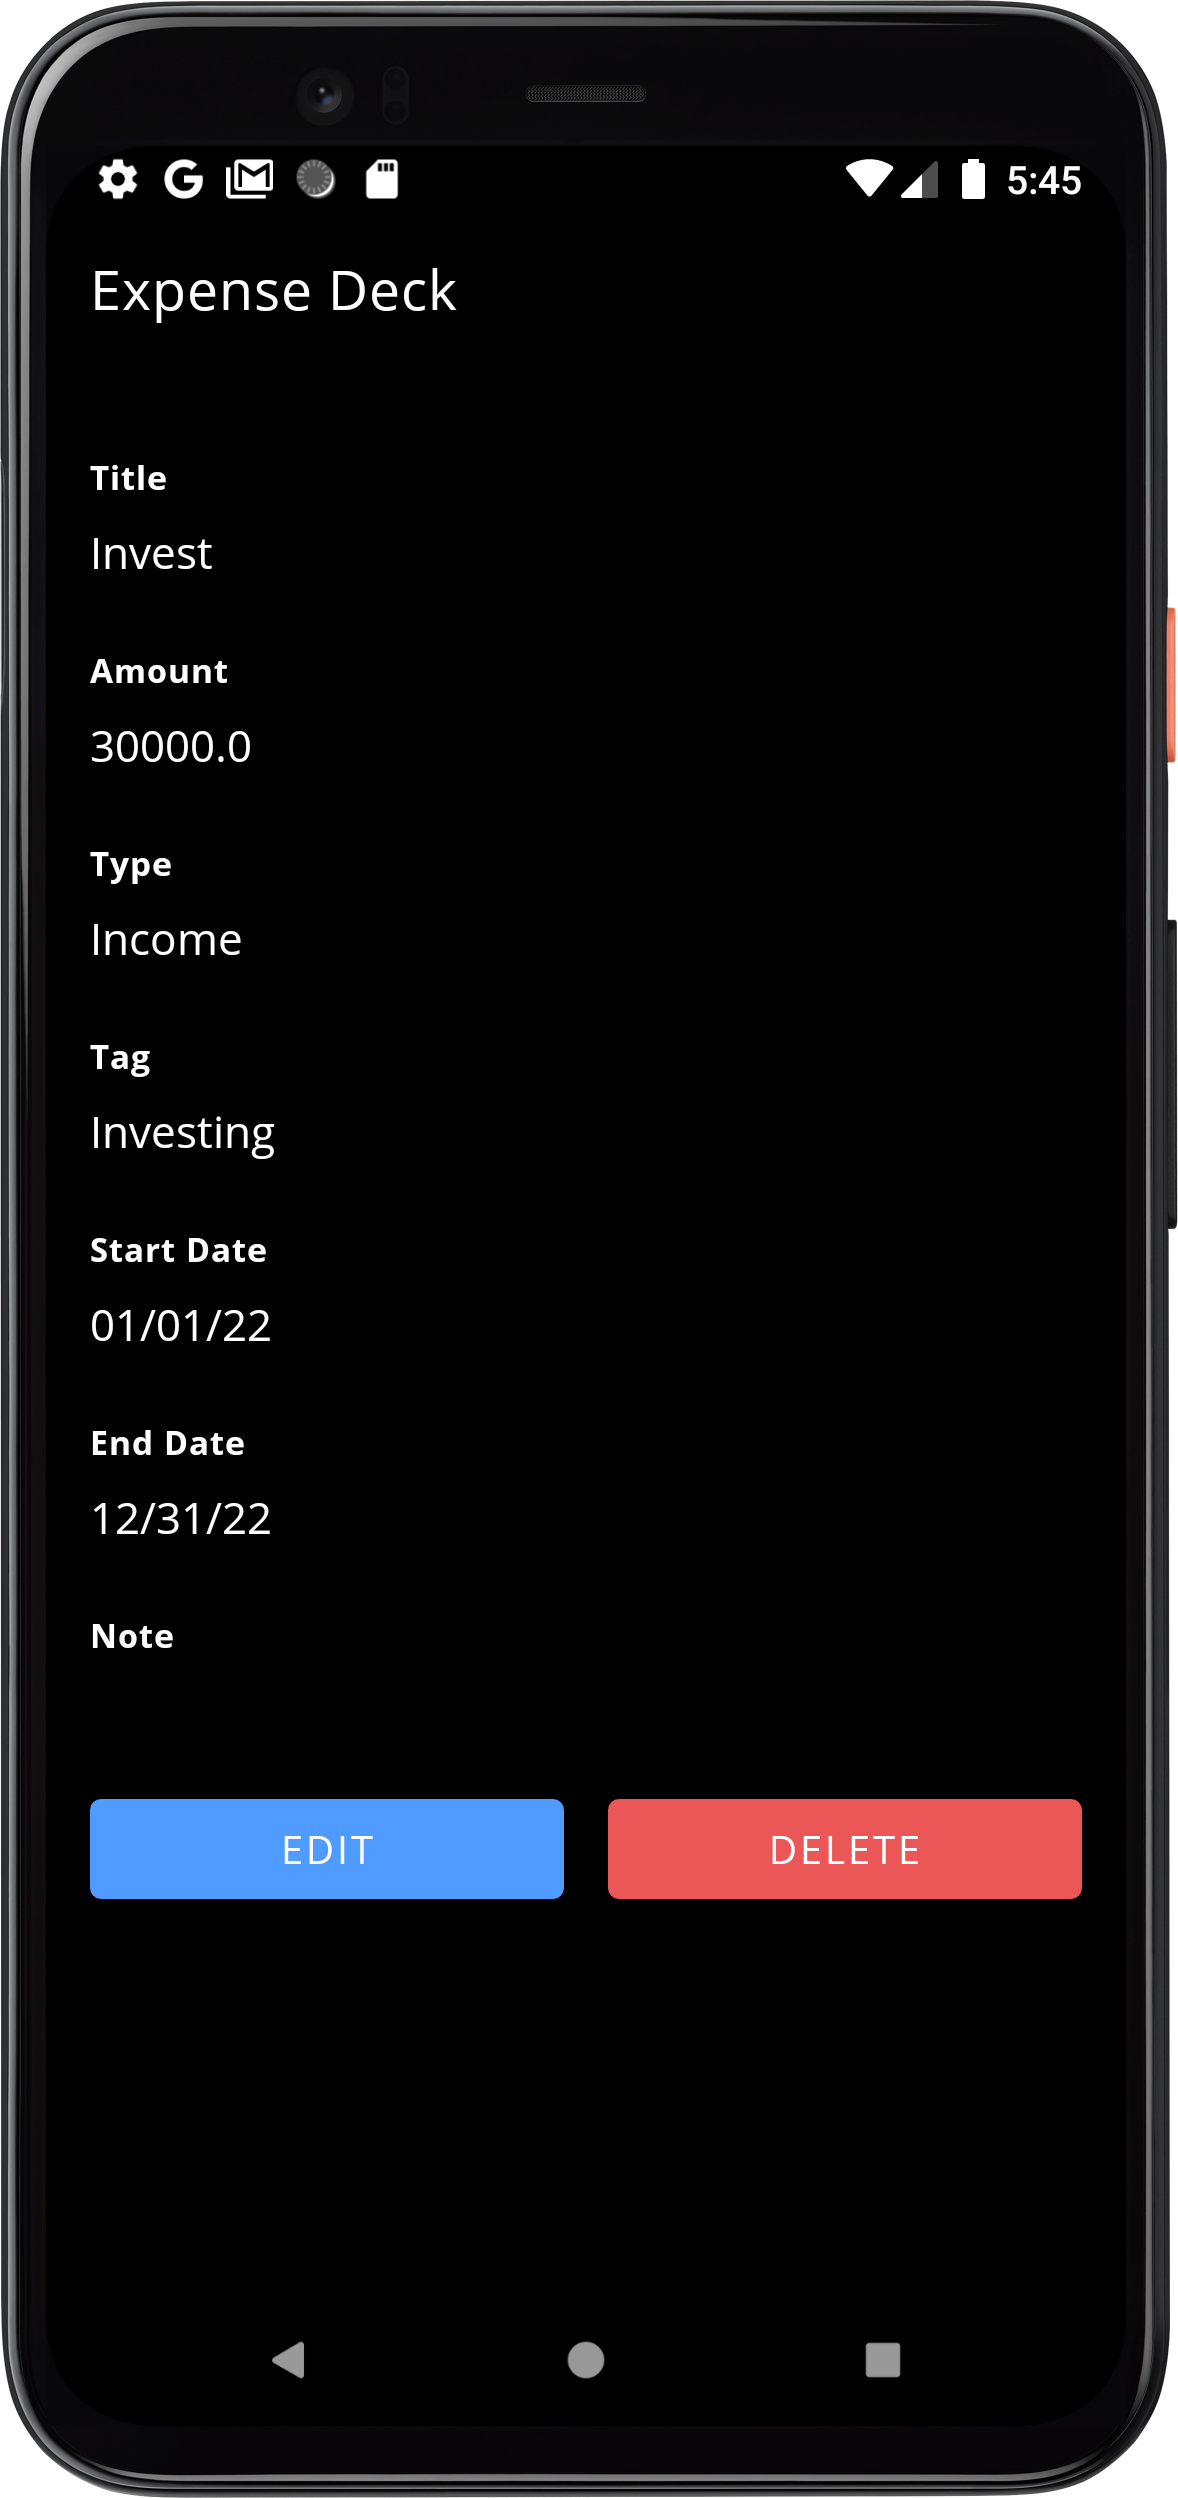 5:45
Expense Deck
Title
Invest
Amount
30000.0
Type
Income
Tag
Investing
Start Date
01/01/22
End Date
12/31/22
Note
EDIT
DELETE